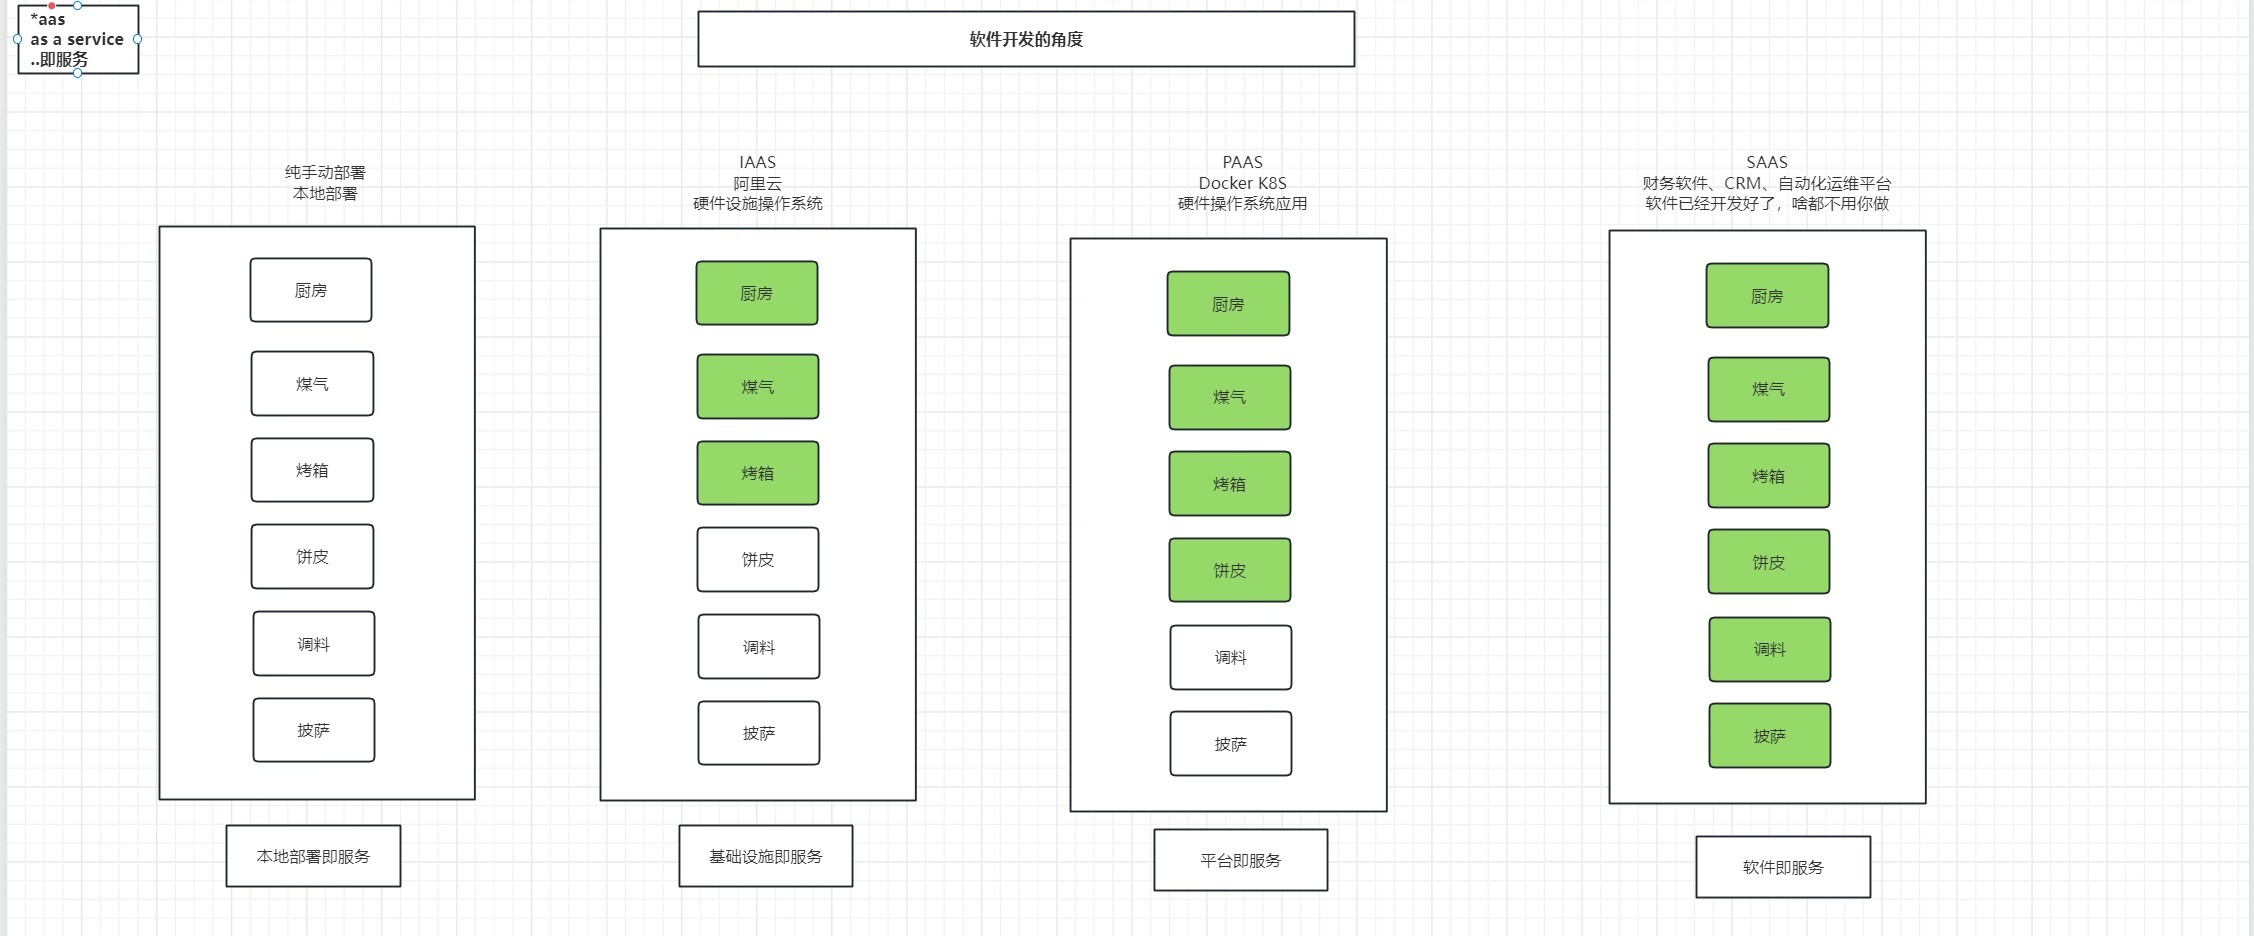 *aas
as a service
..即服务
软件开发的角度
纯手动部署
本地部署
厨房
煤气
烤箱
饼皮
调料
披萨
本地部署即服务
IAAS
阿里云
硬件设施操作系统
厨房
煤气
烤箱
饼皮
调料
披萨
基础设施即服务
PAAS
Docker K8S
硬件操作系统应用
厨房
煤气
烤箱
饼皮
调料
披萨
平台即服务
SAAS
财务软件、CRM、自动化运维平台
软件已经开发好了，啥都不用你做
厨房
煤气
烤箱
饼皮
调料
披萨
软件即服务